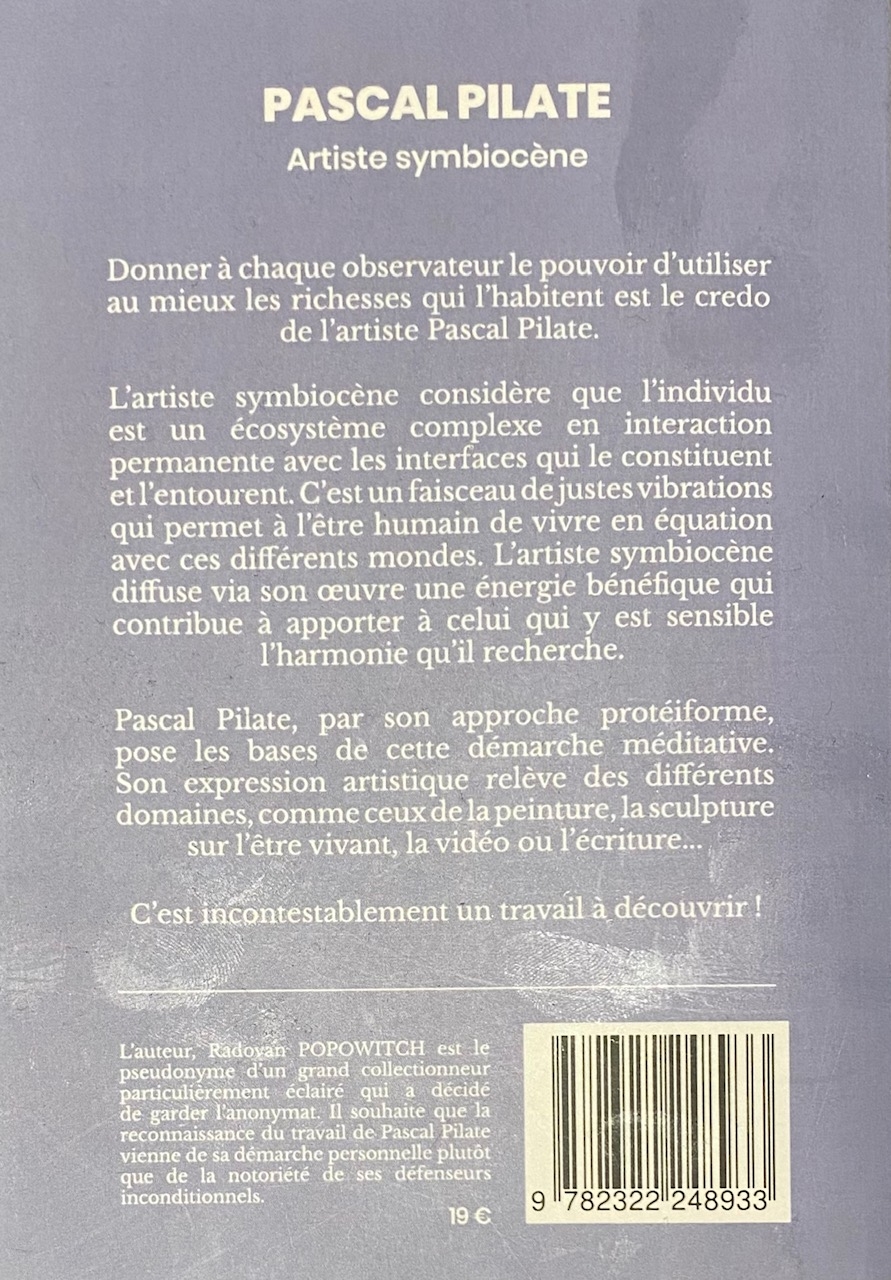 PASCAL PILATE
Artiste symbiocène
Donner à chaque observateur le pouvoir d'utiliser
au mieux les richesses qui l'habitent est le credo
de l'artiste Pascal Pilate.
L'artiste symbiocène considère que l'individu
est un écosystème complexe en interaction
permanente avec les interfaces qui le constituent
et l'entourent. C'est un faisceau de justes vibrations
qui permet à l'être humain de vivre en équation
avec ces différents mondes. L'artiste symbiocène
diffuse via son œuvre une énergie bénéfique qui
contribue à apporter à celui qui y est sensible
l'harmonie qu'il recherche.
Pascal Pilate, par son approche protéiforme,
pose les bases de cette démarche méditative.
Son expression artistique relève des différents
domaines, comme ceux de la peinture, la sculpture
sur l'être vivant, la vidéo ou l'écriture...
C'est incontestablement un travail à découvrir !
L'auteur, Radovan POPOWITCH est le
pseudonyme d'un grand collectionneur
particulièrement éclairé qui a décidé
de garder l'anonymat. Il souhaite que la
reconnaissance du travail de Pascal Pilate
vienne de sa démarche personnelle plutôt
que de la notoriété de ses défenseurs
inconditionnels.
19 €
9 782322 248933